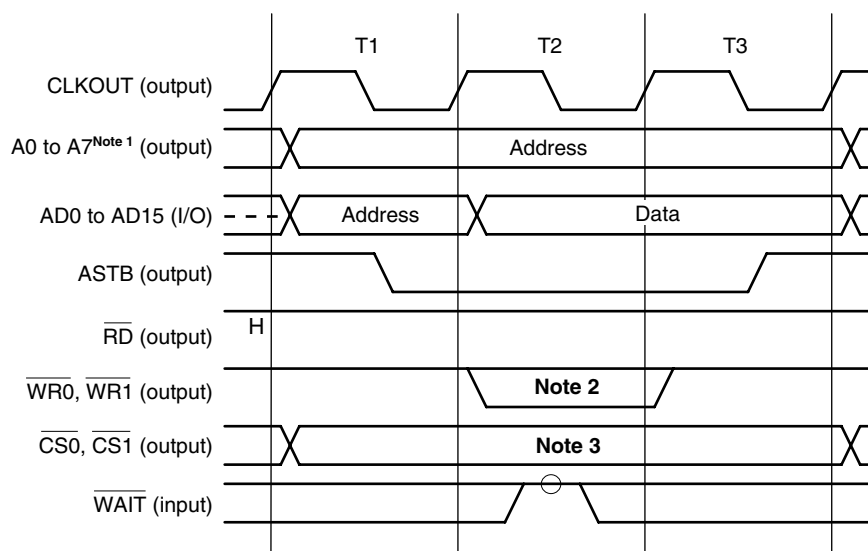 T1 T2 T3
CLKOUT (output)
A0 to A7Note 1 (output) Address
AD0 to AD15 (I/O) Address Data
ASTB (output)
RD (output) H
WR0, WR1 (output) Note 2
CS0, CS1 (output) Note 3
WAIT (input)